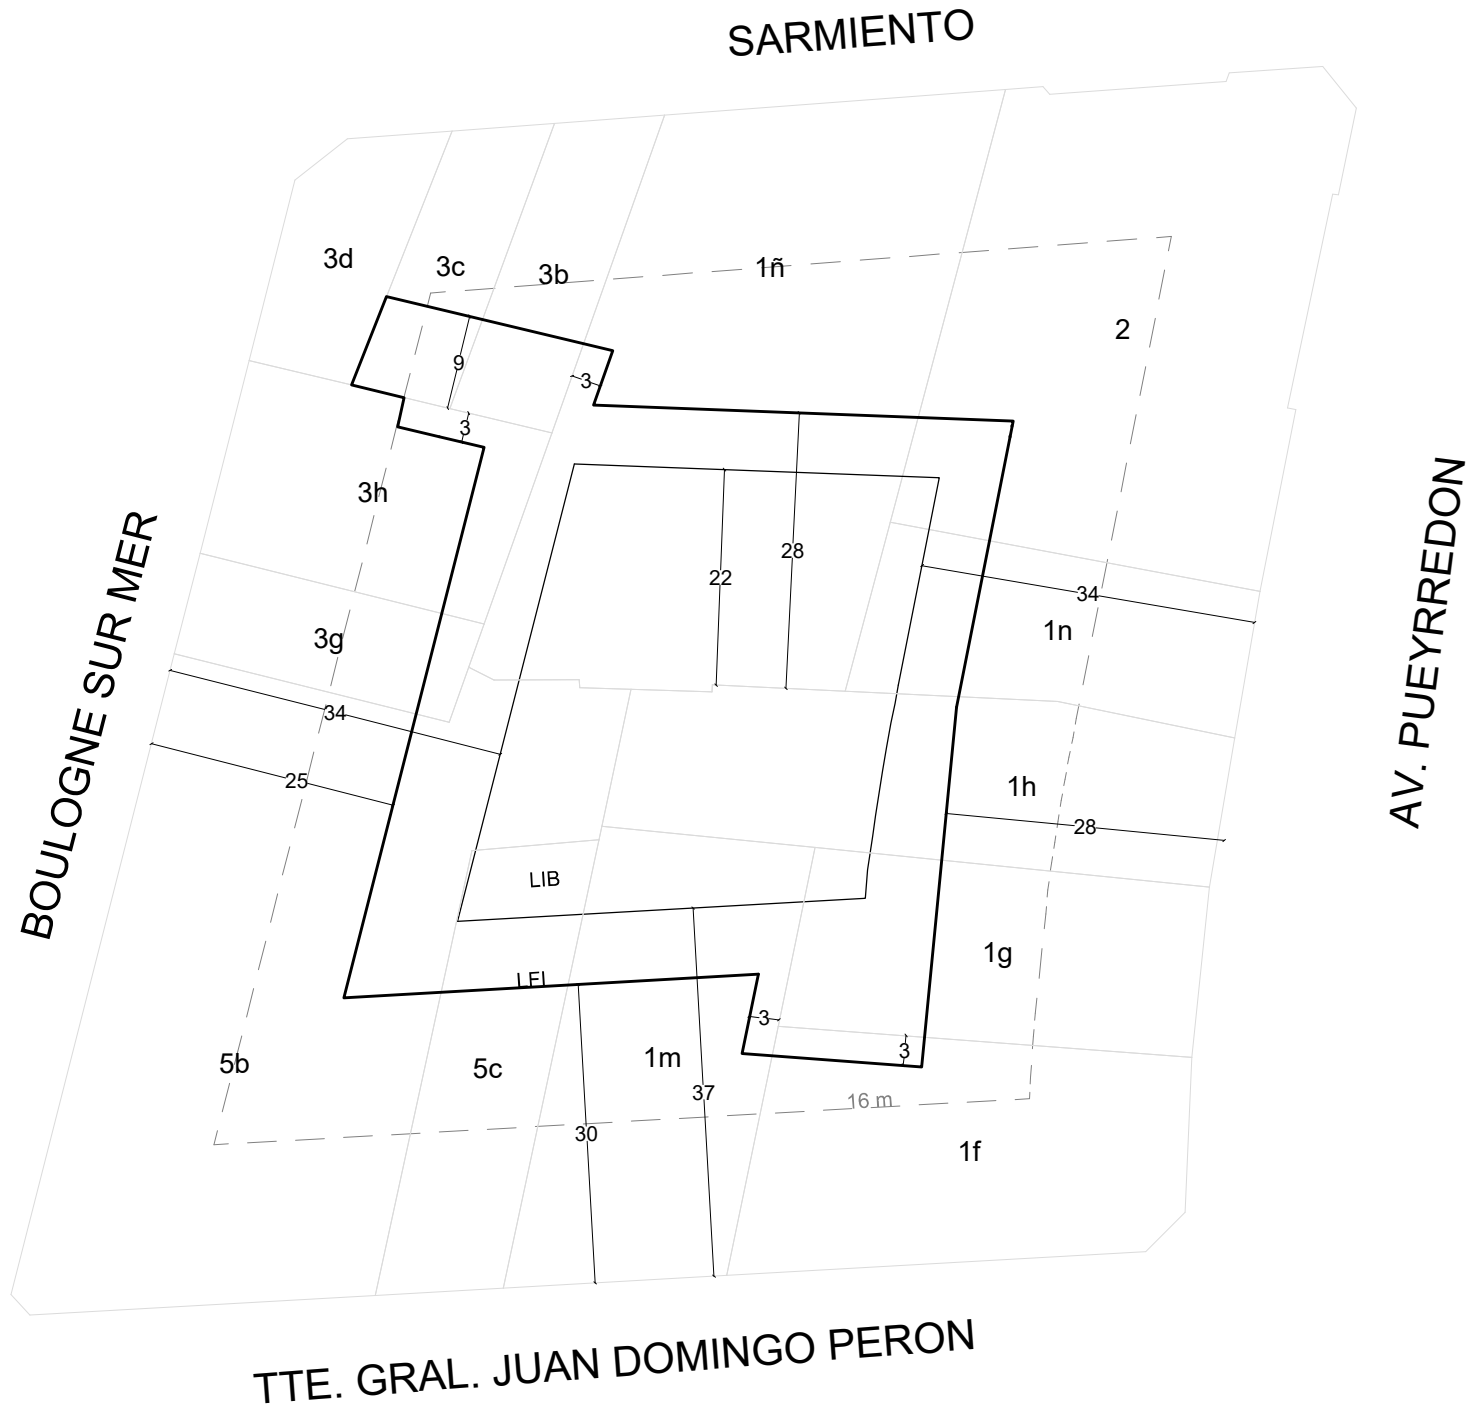 SARMIENTO
3d
3c
3b
1ñ
2
9
3
3
3h
28
22
34
1n
3g
34
25
1h
28
LIB
LFI
1g
3
3
5b
5c
1m
37
16 m
30
1f
BOULOGNE SUR MER
AV. PUEYRREDON
TTE. GRAL. JUAN DOMINGO PERON